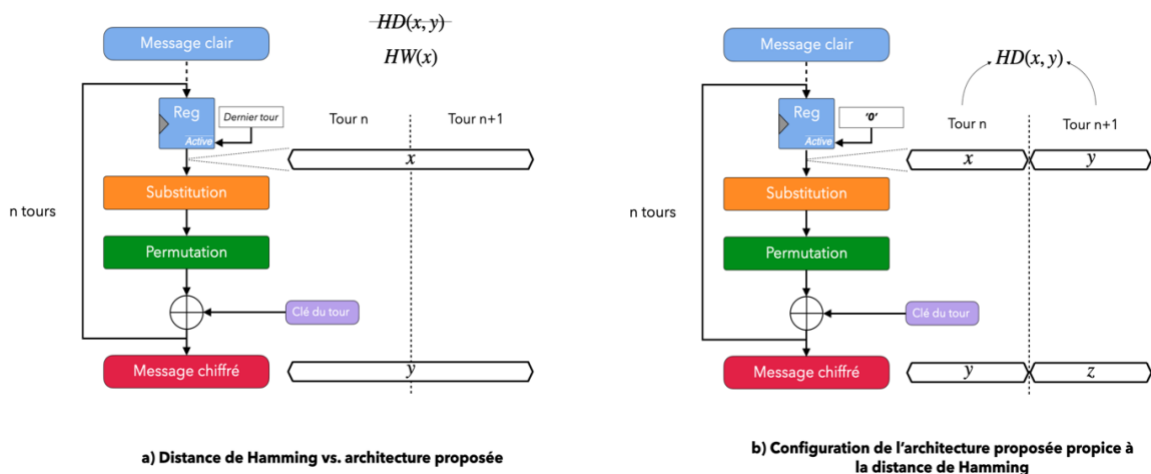 HD(x, y)
HW(x)
Message clair
Reg
Active
Dernier tour
Tour n
Tour n+1
x
Substitution
n tours
Permutation
Clé du tour
Message chiffré
y
a) Distance de Hamming vs. architecture proposée
Message clair
HD(x, y)
Reg
Active
'0'
Tour n
Tour n+1
x
y
Substitution
n tours
Permutation
Clé du tour
Message chiffré
y
z
b) Configuration de l'architecture proposée propice à
la distance de Hamming